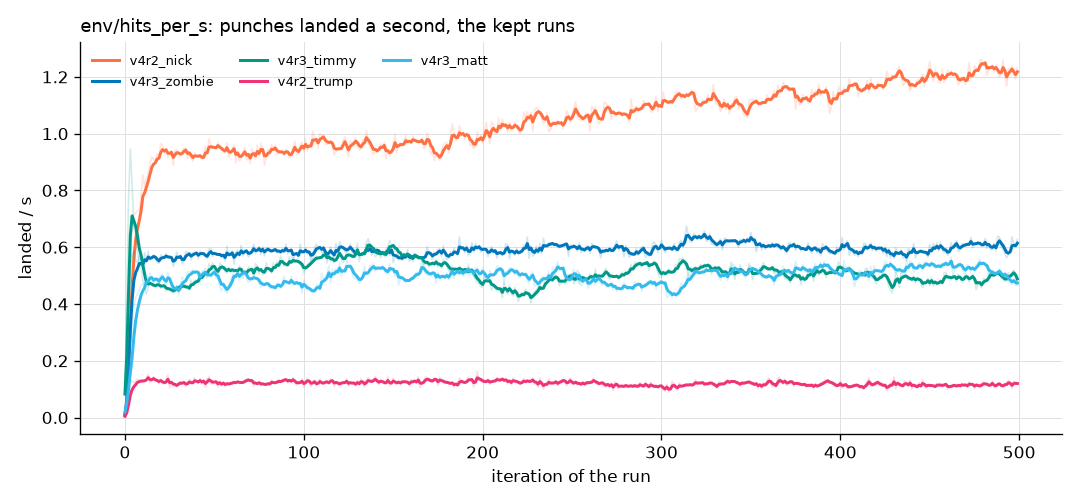 env/hits_per_s: punches landed a second, the kept runs
v4r2_nick
v4r3_timmy
v4r3_matt
v4r3_zombie
v4r2_trump
1.2
1.0
0.8
0.6
0.4
0.2
0.0
landed / s
0 100 200 300 400 500
iteration of the run